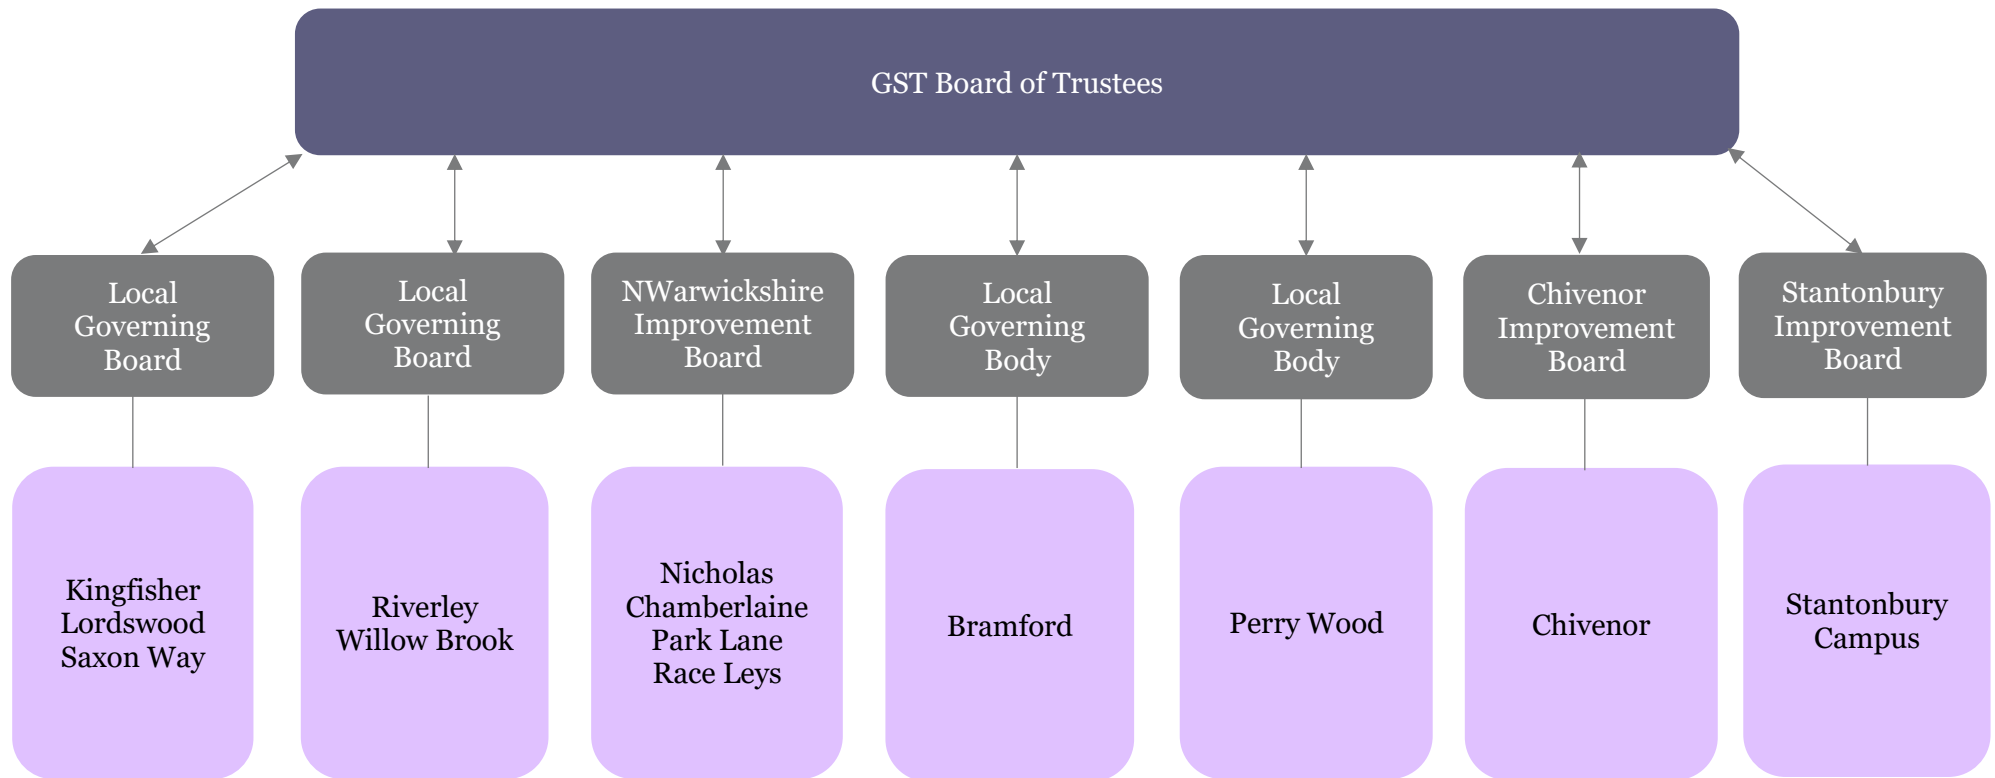 GST Board of Trustees
Local
Governing
Board
Local
Governing
Board
NWarwickshire
Improvement
Board
Local
Governing
Body
Local
Governing
Body
Chivenor
Improvement
Board
Stantonbury
Improvement
Board
Kingfisher
Lordswood
Saxon Way
Riverley
Willow Brook
Nicholas
Chamberlaine
Park Lane
Race Leys
Bramford
Perry Wood
Chivenor
Stantonbury
Campus